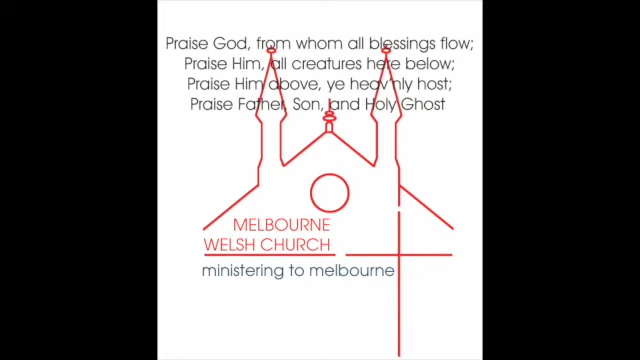 Praise God, from whom all blessings flow;
Praise Him, all creatures here below;
Praise Him above, ye heav'nly host;
Praise Father, Son, and Holy Ghost
MELBOURNE
WELSH CHURCH
ministering to melbourne